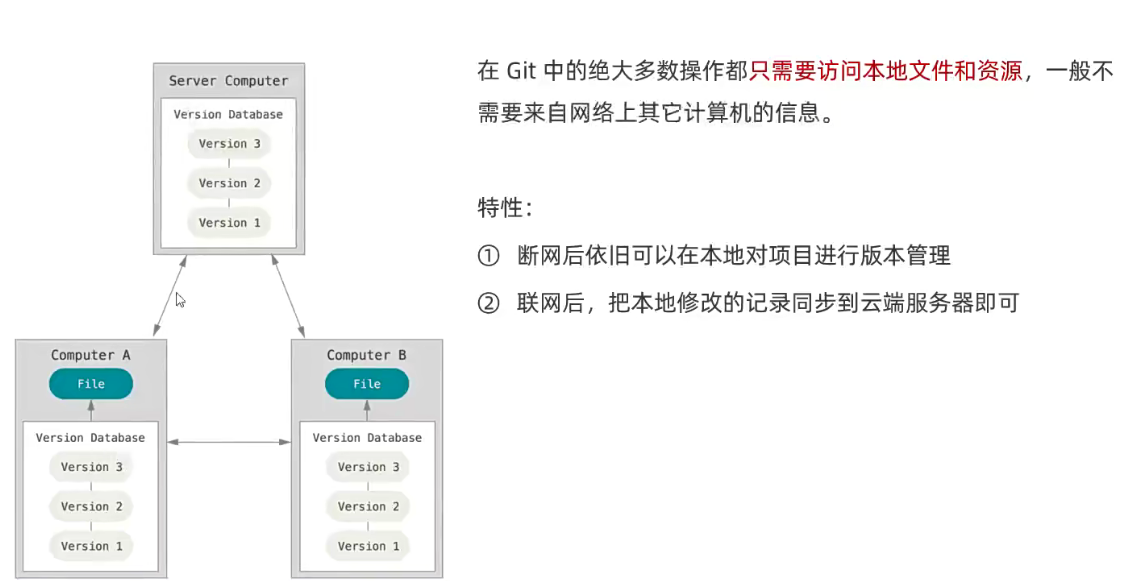 Server Computer
Version Database
Version 3
Version 2
Version 1
Computer A
File
Version Database
Version 3
Version 2
Version 1
Computer B
File
Version Database
Version 3
Version 2
Version 1
在 Git 中的绝大多数操作都只需要访问本地文件和资源，一般不
需要来自网络上其它计算机的信息。
特性：
① 断网后依旧可以在本地对项目进行版本管理
② 联网后，把本地修改的记录同步到云端服务器即可